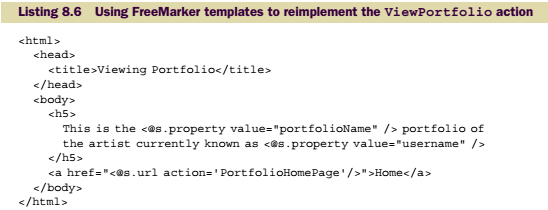 Listing 8.6 Using FreeMarker templates to reimplement the ViewPortfolio action
<html>
  <head>
    <title>Viewing Portfolio</title>
  </head>
  <body>
    <h5>
      This is the <@s.property value="portfolioName" /> portfolio of
      the artist currently known as <@s.property value="username" />
    </h5>
    <a href="<@s.url action='PortfolioHomePage'/>">Home</a>
  </body>
</html>